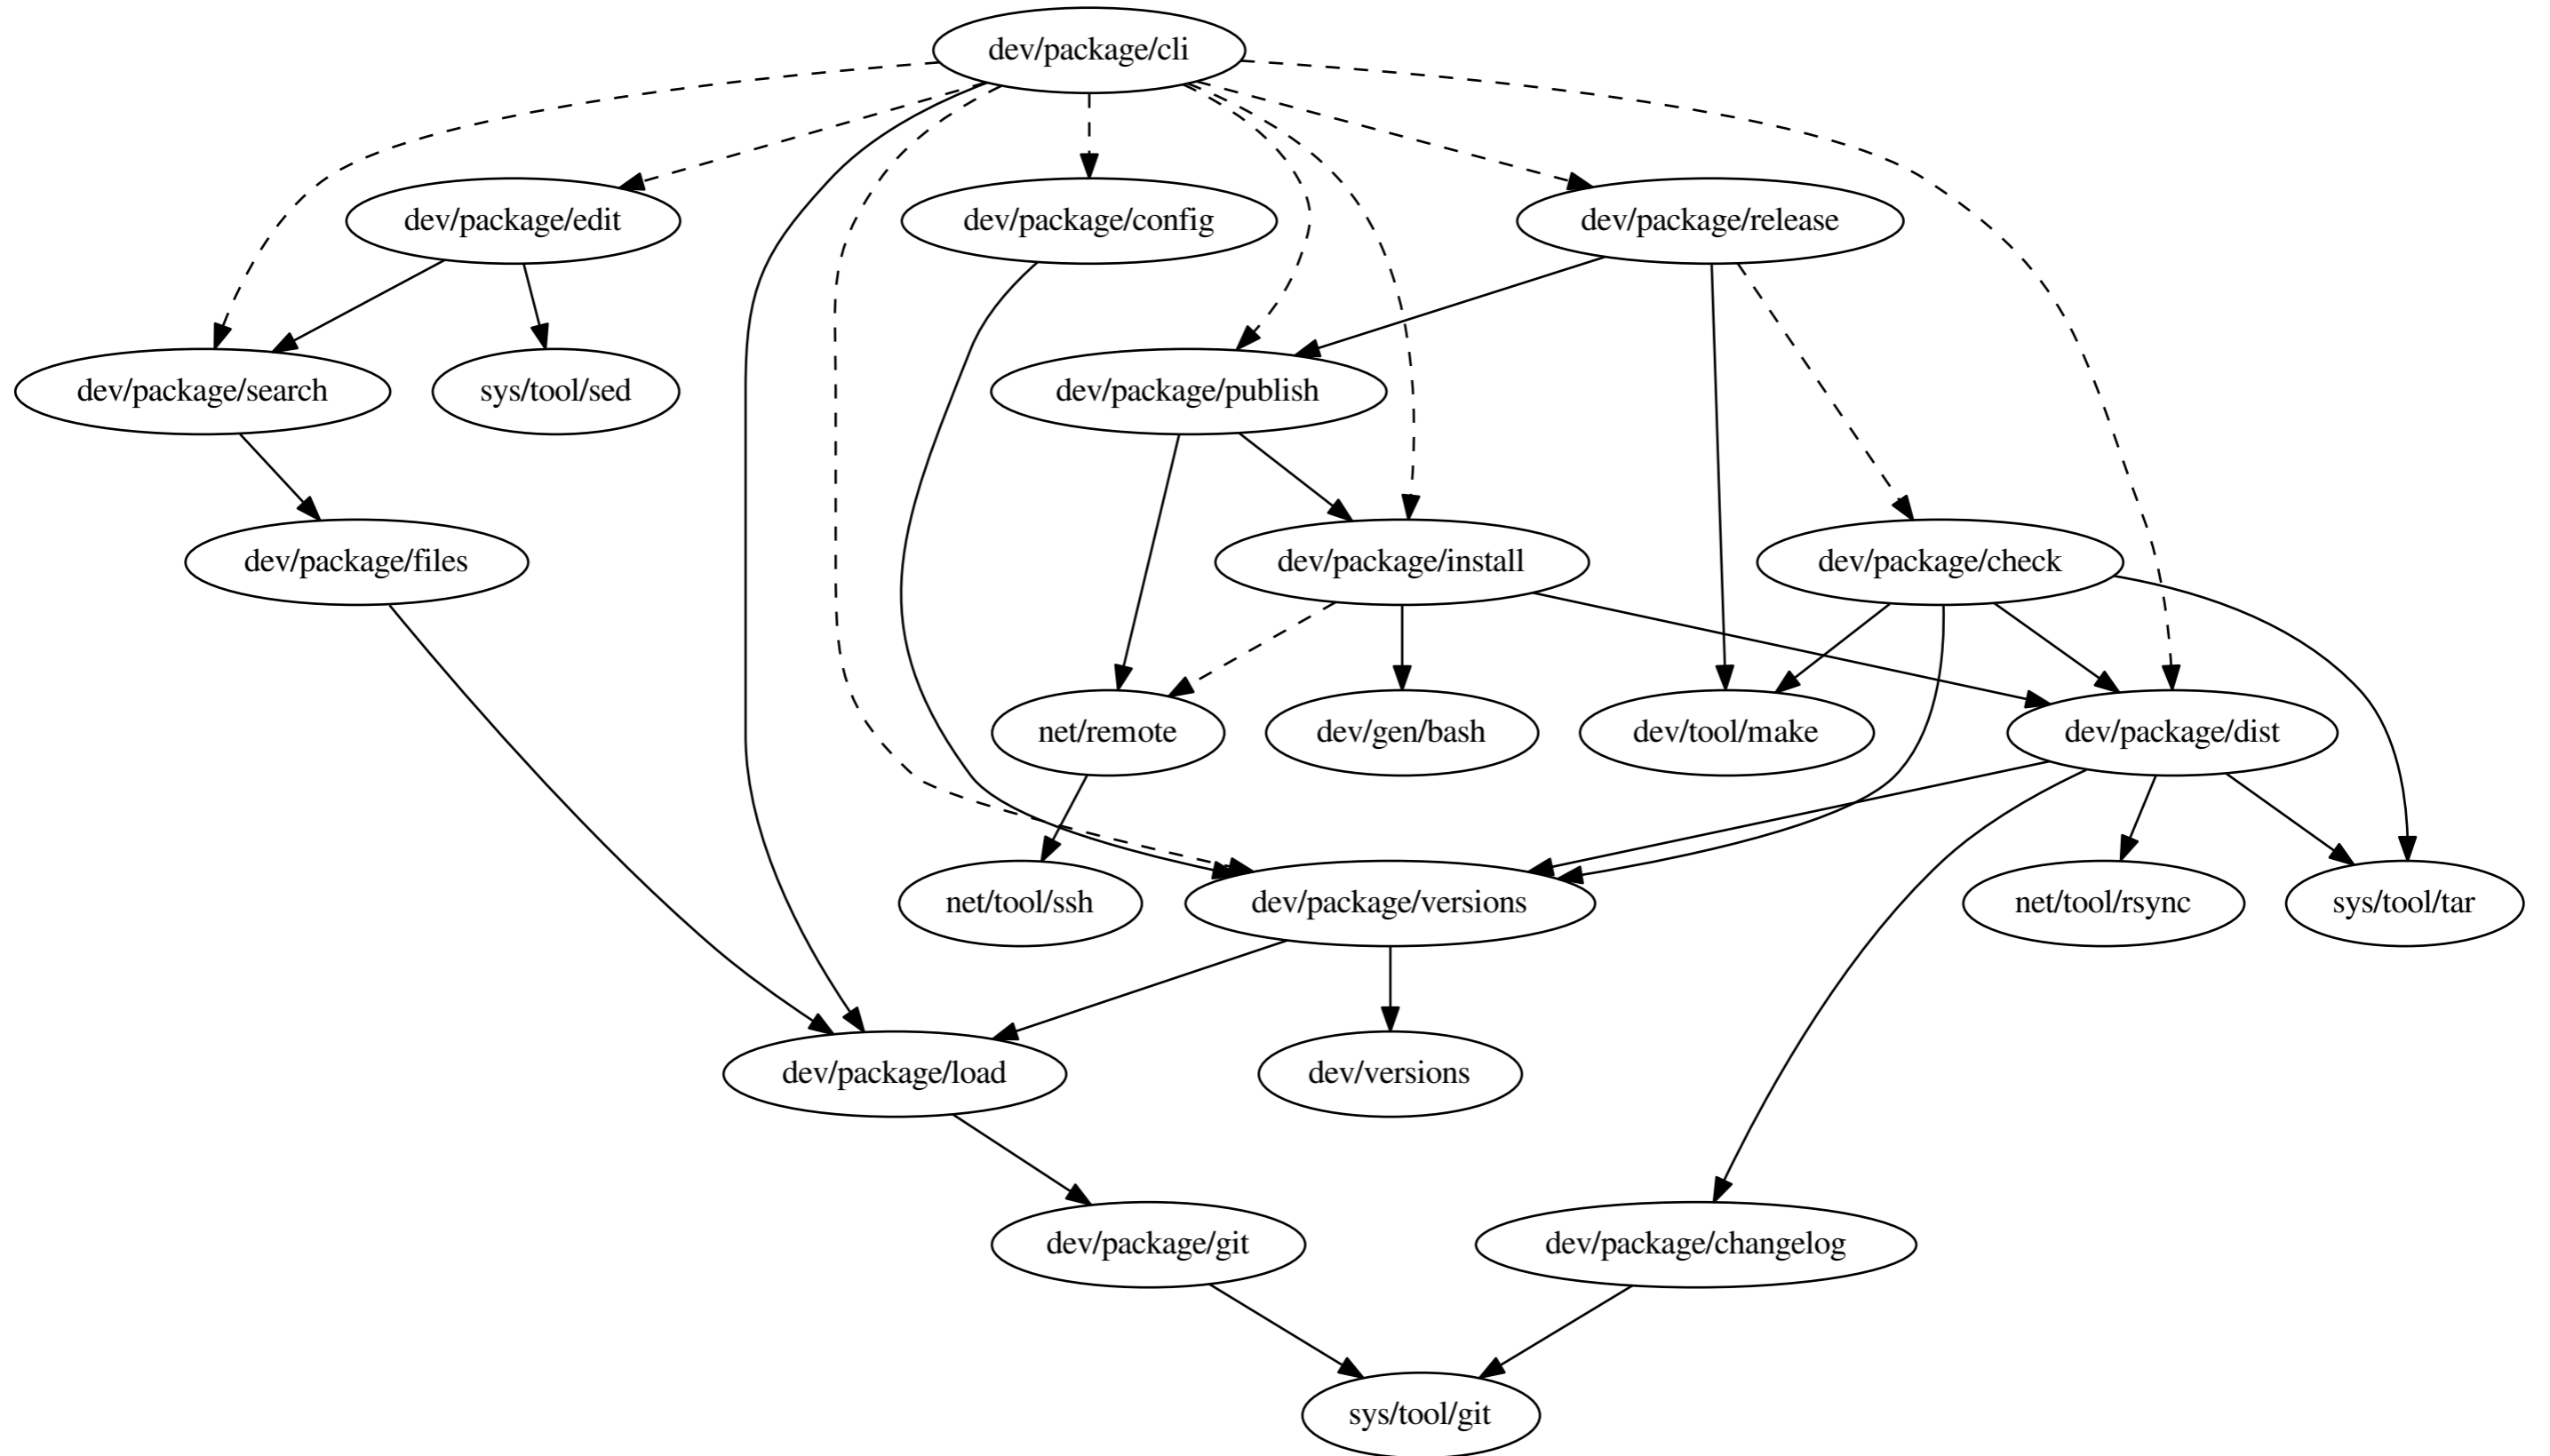 dev/package/cli
dev/package/edit
dev/package/config
dev/package/release
dev/package/search
sys/tool/sed
dev/package/publish
dev/package/files
dev/package/install
dev/package/check
net/remote
dev/gen/bash
dev/tool/make
dev/package/dist
net/tool/ssh
dev/package/versions
net/tool/rsync
sys/tool/tar
dev/package/load
dev/versions
dev/package/git
dev/package/changelog
sys/tool/git